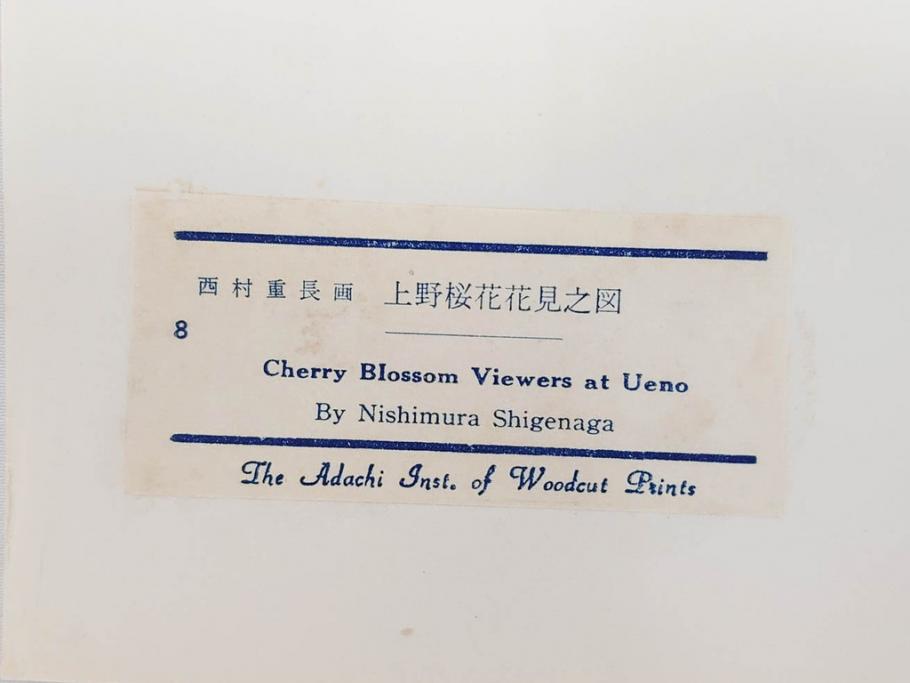 西村重長画 上野桜花花見之図
8
Cherry Blossom Viewers at Ueno
By Nishimura Shigenaga
The Adachi Inst. of Woodcut Prints